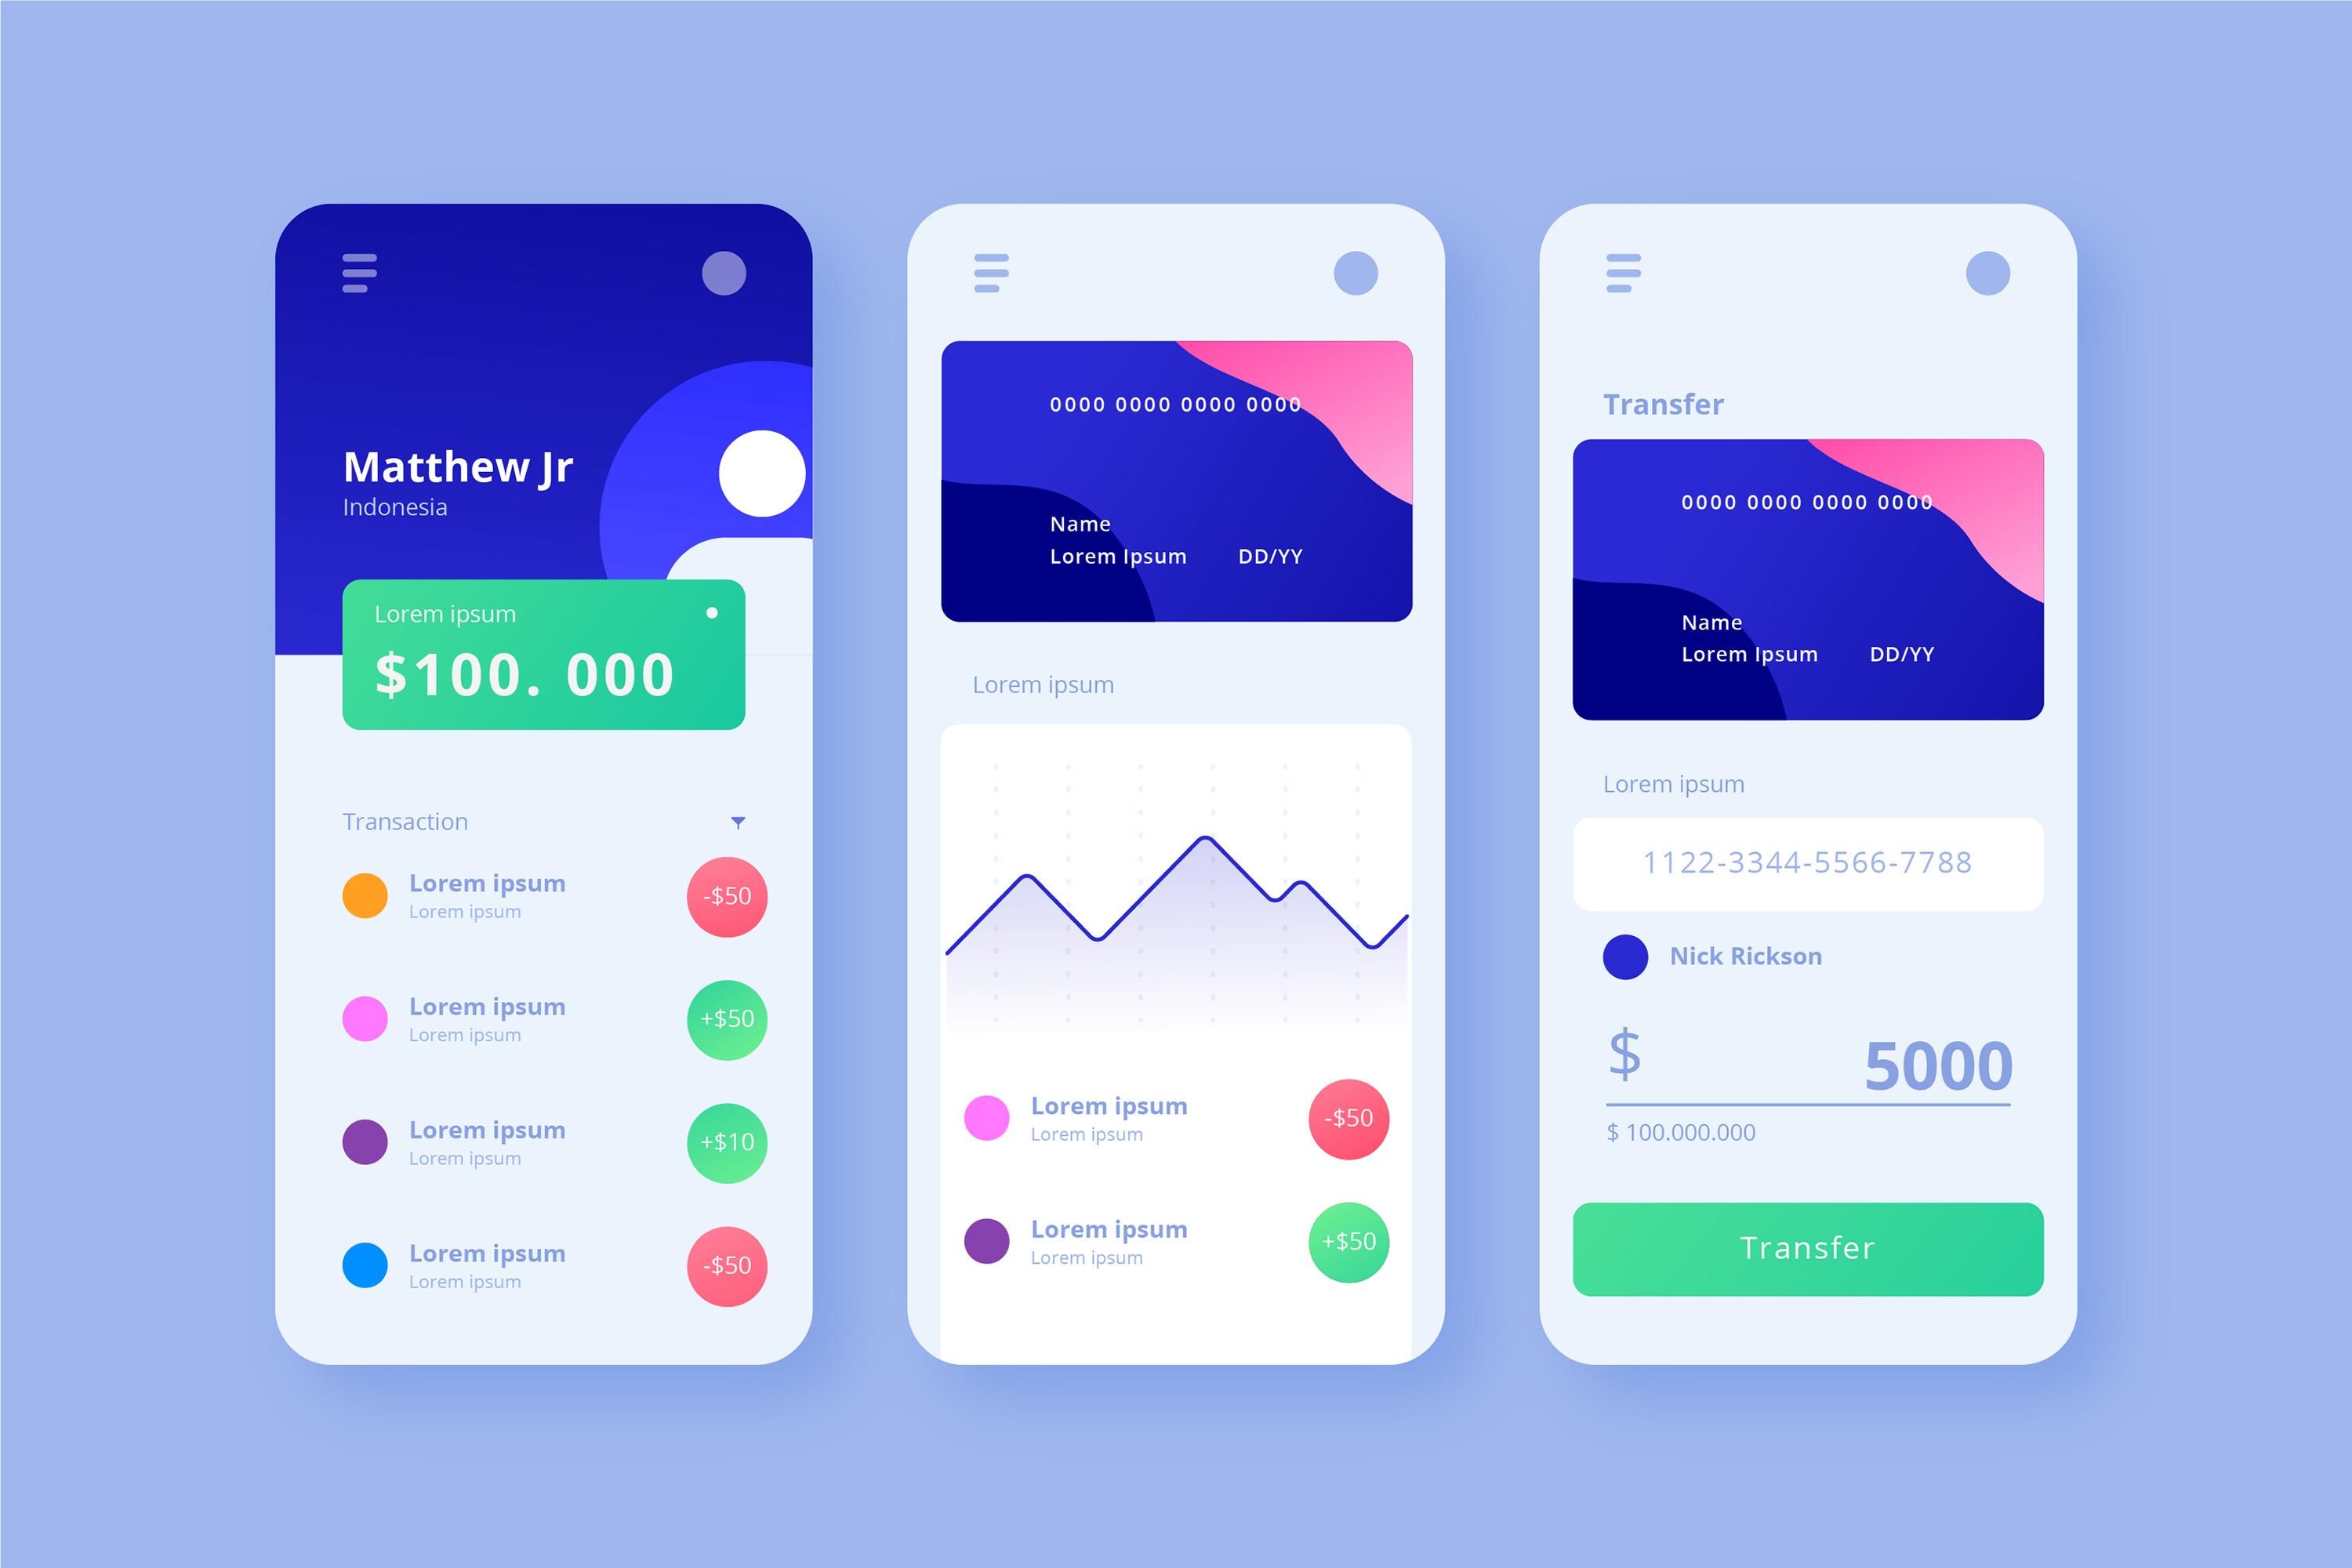 Matthew Jr
Indonesia
Lorem ipsum
$100. 000
Transaction
Lorem ipsum
Lorem ipsum
-$50
Lorem ipsum
Lorem ipsum
+$50
Lorem ipsum
Lorem ipsum
+$10
Lorem ipsum
Lorem ipsum
-$50
0000 0000 0000 0000
Name
Lorem Ipsum DD/YY
Lorem ipsum
Lorem ipsum
Lorem ipsum
-$50
Lorem ipsum
Lorem ipsum
+$50
Transfer
0000 0000 0000 0000
Name
Lorem Ipsum DD/YY
Lorem ipsum
1122-3344-5566-7788
Nick Rickson
$ 5000
$ 100.000.000
Transfer